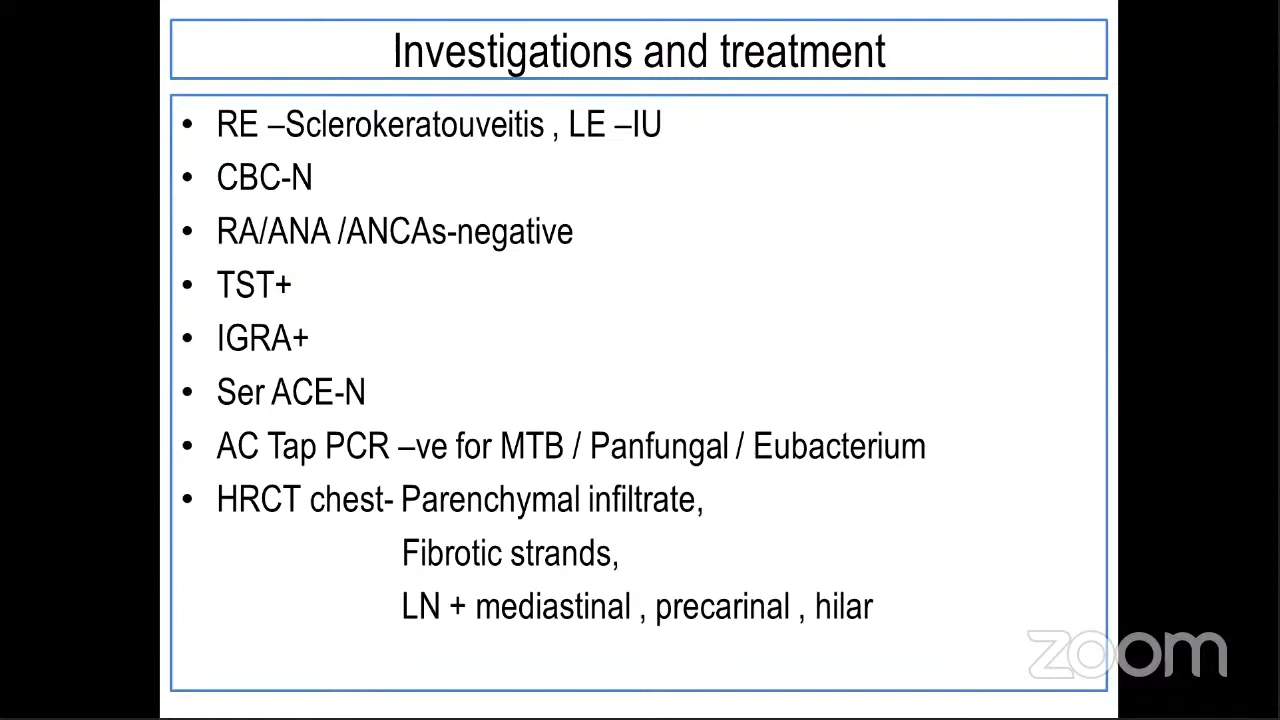 Investigations and treatment
• RE –Sclerokeratouveitis , LE –IU
• CBC-N
• RA/ANA /ANCAs-negative
• TST+
• IGRA+
• Ser ACE-N
• AC Tap PCR –ve for MTB / Panfungal / Eubacterium
• HRCT chest- Parenchymal infiltrate,
Fibrotic strands,
LN + mediastinal , precarinal , hilar
zoom